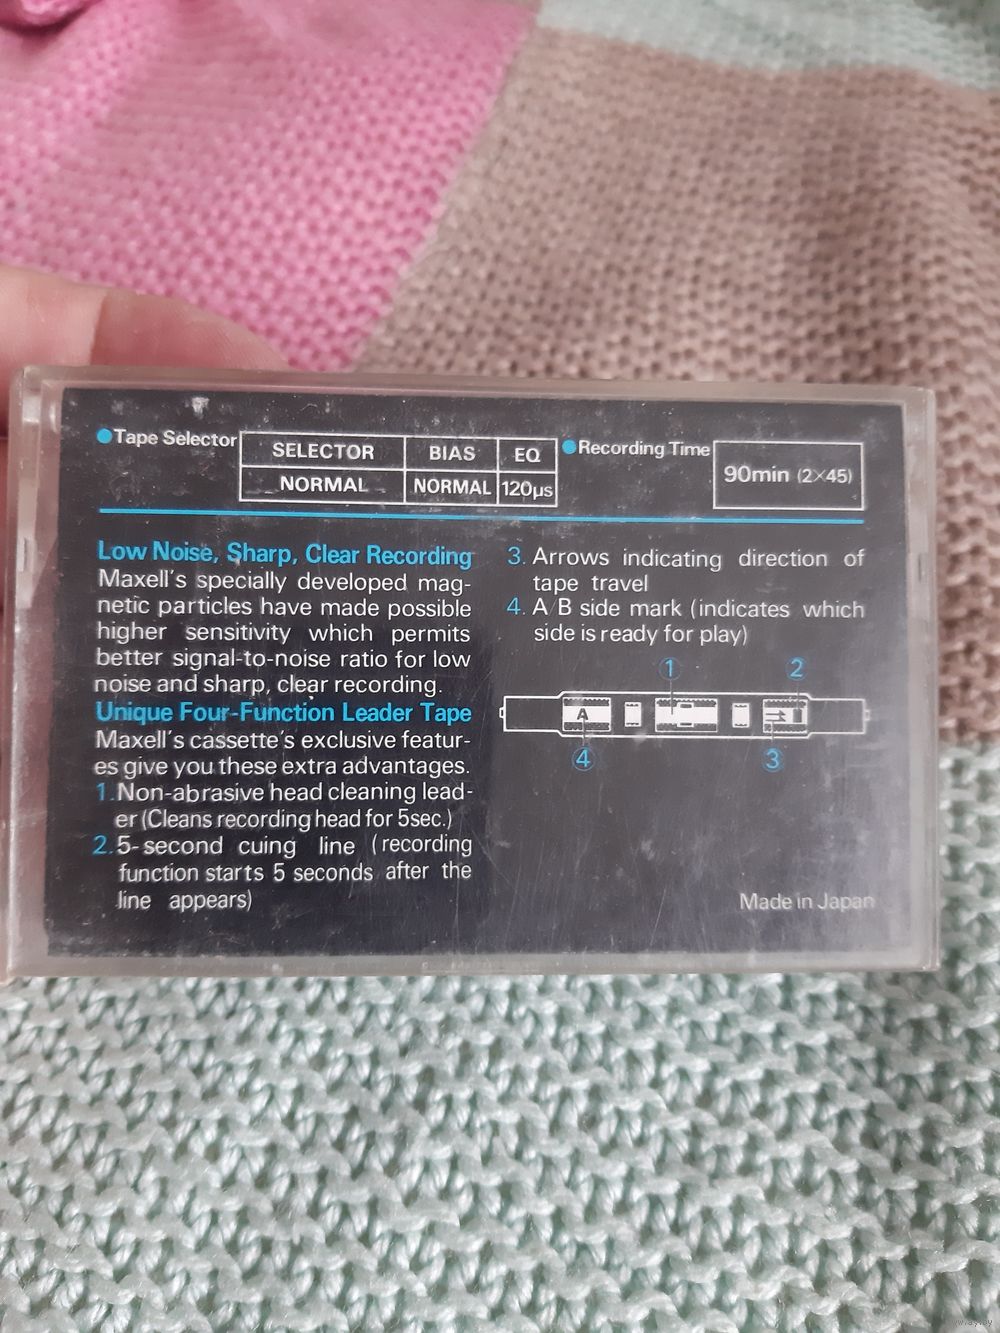 ●Tape Selector
SELECTOR BIAS EQ
NORMAL NORMAL 120µs
●Recording Time
90min (2×45)
Low Noise, Sharp, Clear Recording
Maxell's specially developed mag-
netic particles have made possible
higher sensitivity which permits
better signal-to-noise ratio for low
noise and sharp, clear recording.
Unique Four-Function Leader Tape
Maxell's cassette's exclusive featur-
es give you these extra advantages.
1. Non-abrasive head cleaning lead-
er (Cleans recording head for 5sec.)
2. 5-second cuing line (recording
function starts 5 seconds after the
line appears)
3. Arrows indicating direction of
tape travel
4. A/B side mark (indicates which
side is ready for play)
1 2
A
4 3
Made in Japan